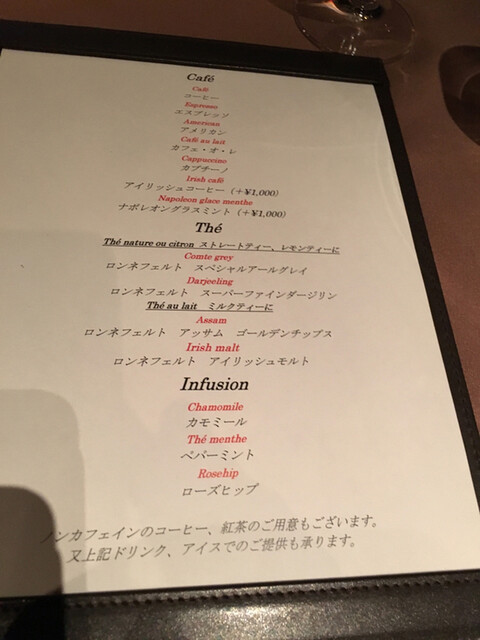 Café
Café
コーヒー
Espresso
エスプレッソ
American
アメリカン
Café au lait
カフェ・オ・レ
Cappuccino
カプチーノ
Irish café
アイリッシュコーヒー（＋¥1,000）
Napoleon glace menthe
ナポレオングラスミント（＋¥1,000）
Thé
Thé nature ou citron ストレートティー、レモンティーに
Comte grey
ロンネフェルト　スペシャルアールグレイ
Darjeeling
ロンネフェルト　スーパーファインダージリン
Thé au lait ミルクティーに
Assam
ロンネフェルト　アッサム　ゴールデンチップス
Irish malt
ロンネフェルト　アイリッシュモルト
Infusion
Chamomile
カモミール
Thé menthe
ペパーミント
Rosehip
ローズヒップ
ノンカフェインのコーヒー、紅茶のご用意もございます。
又上記ドリンク、アイスでのご提供も承ります。